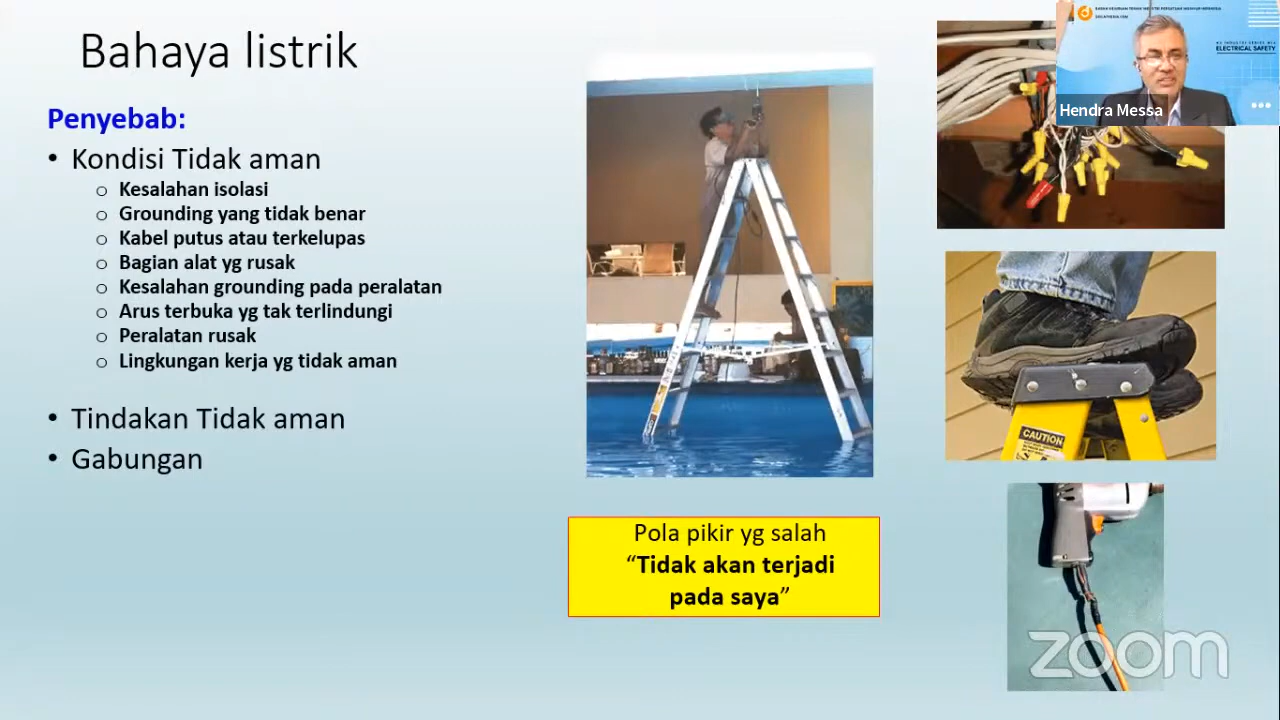 Bahaya listrik
Penyebab:
• Kondisi Tidak aman
o Kesalahan isolasi
o Grounding yang tidak benar
o Kabel putus atau terkelupas
o Bagian alat yg rusak
o Kesalahan grounding pada peralatan
o Arus terbuka yg tak terlindungi
o Peralatan rusak
o Lingkungan kerja yg tidak aman
• Tindakan Tidak aman
• Gabungan
Pola pikir yg salah
“Tidak akan terjadi
pada saya”
ELECTRICAL SAFETY
Hendra Messa
CAUTION
zoom